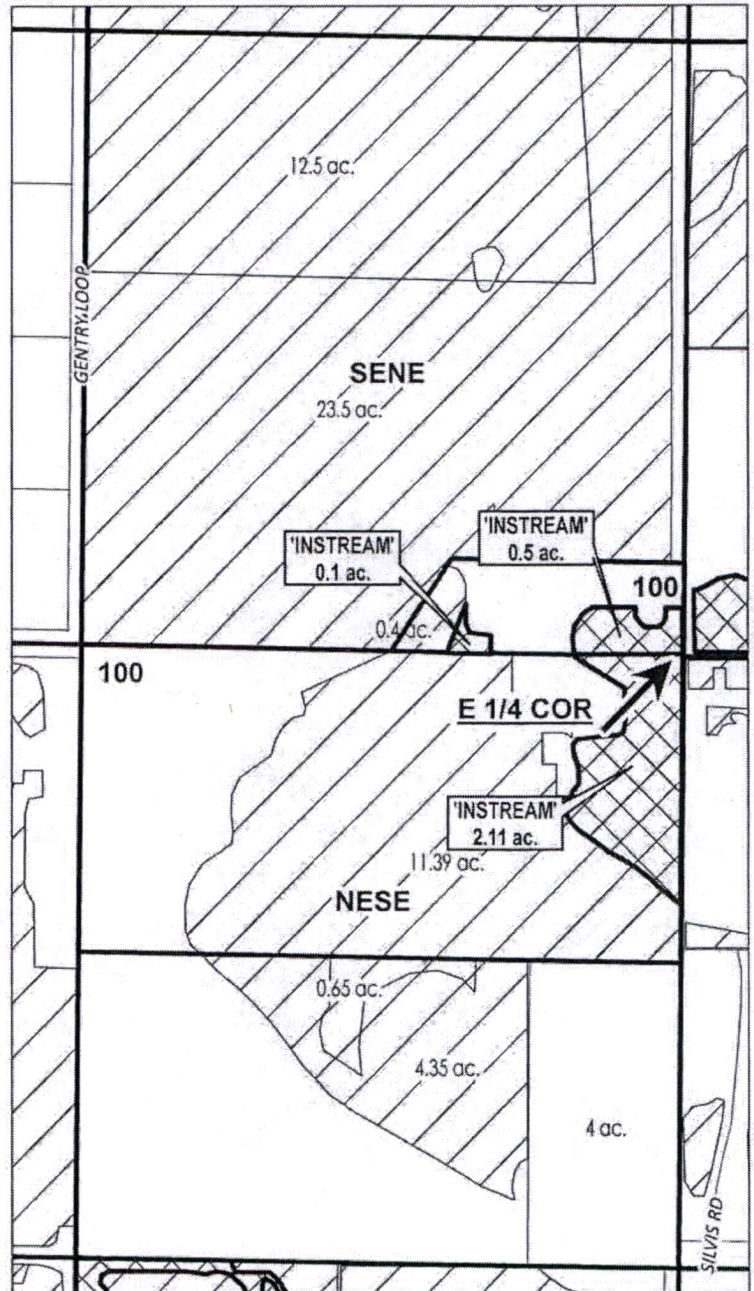 12.5 ac.
GENTRY LOOP
SENE
23.5 ac.
'INSTREAM'
0.5 ac.
'INSTREAM'
0.1 ac.
100
0.4 ac.
100
E 1/4 COR
'INSTREAM'
2.11 ac.
11.39 ac.
NESE
0.65 ac.
4.35 ac.
4 ac.
SILVIS RD